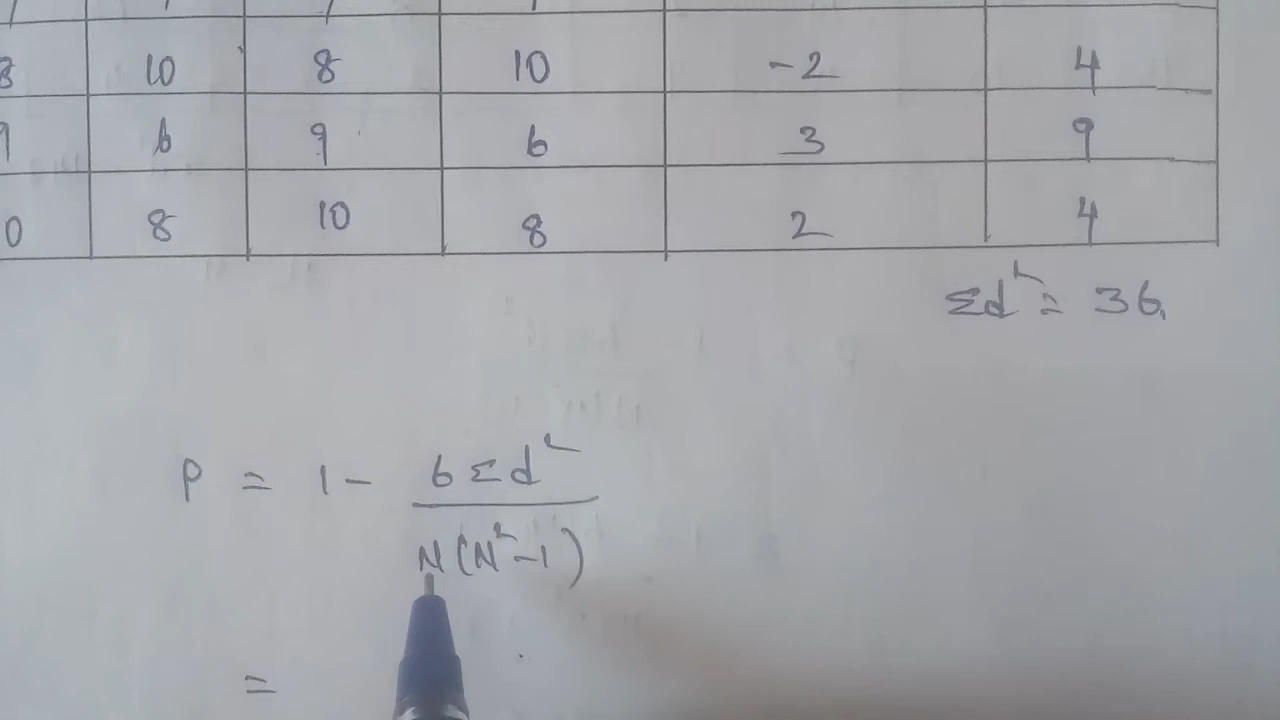 8 10 8 10 -2 4
9 6 9 6 3 9
0 8 10 8 2 4
Σd² = 36.
P = 1 - 6Σd² / N(N²-1)
=